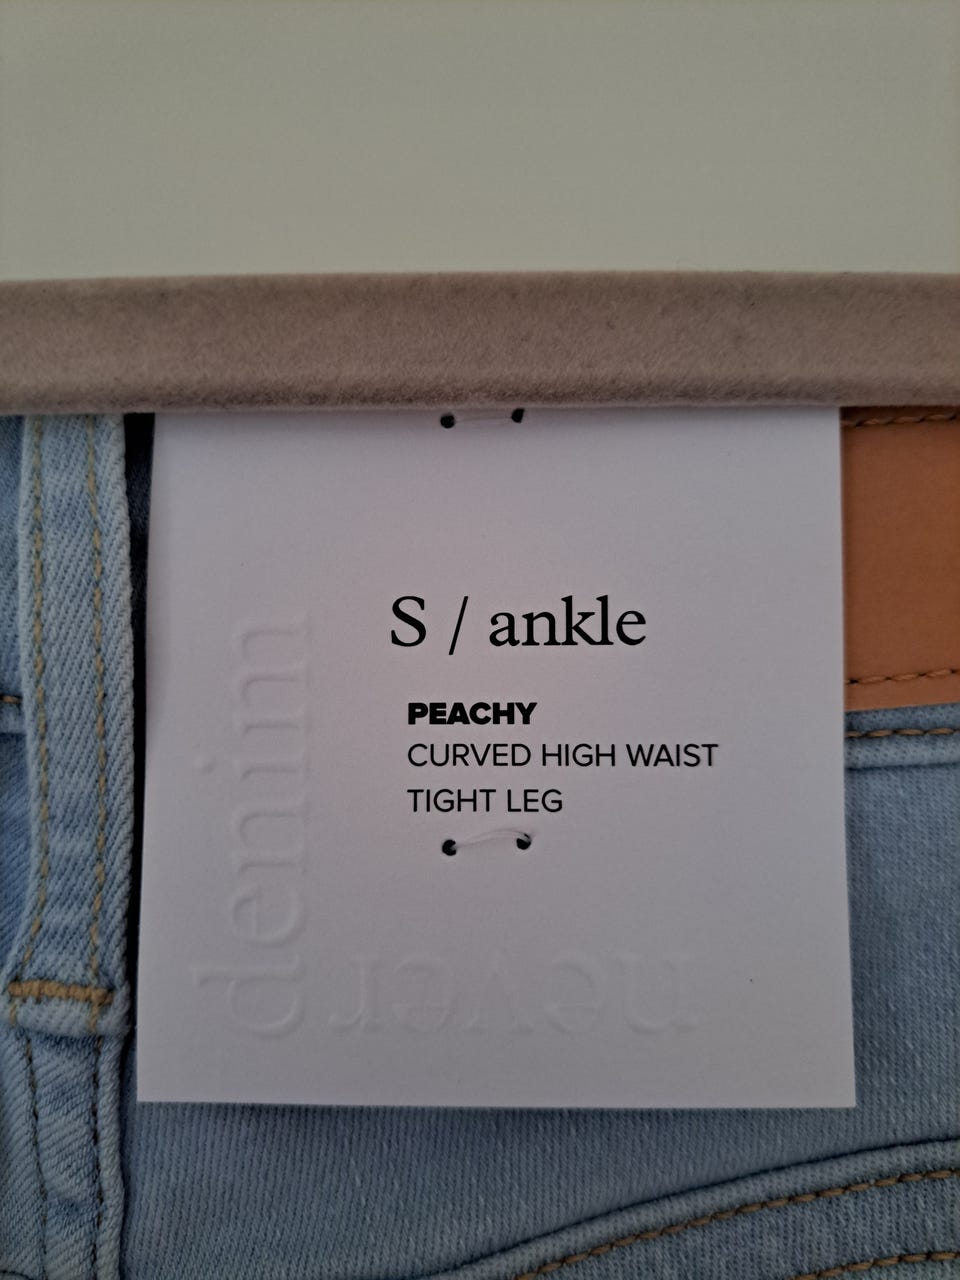 S / ankle
PEACHY
CURVED HIGH WAIST
TIGHT LEG
denim
never